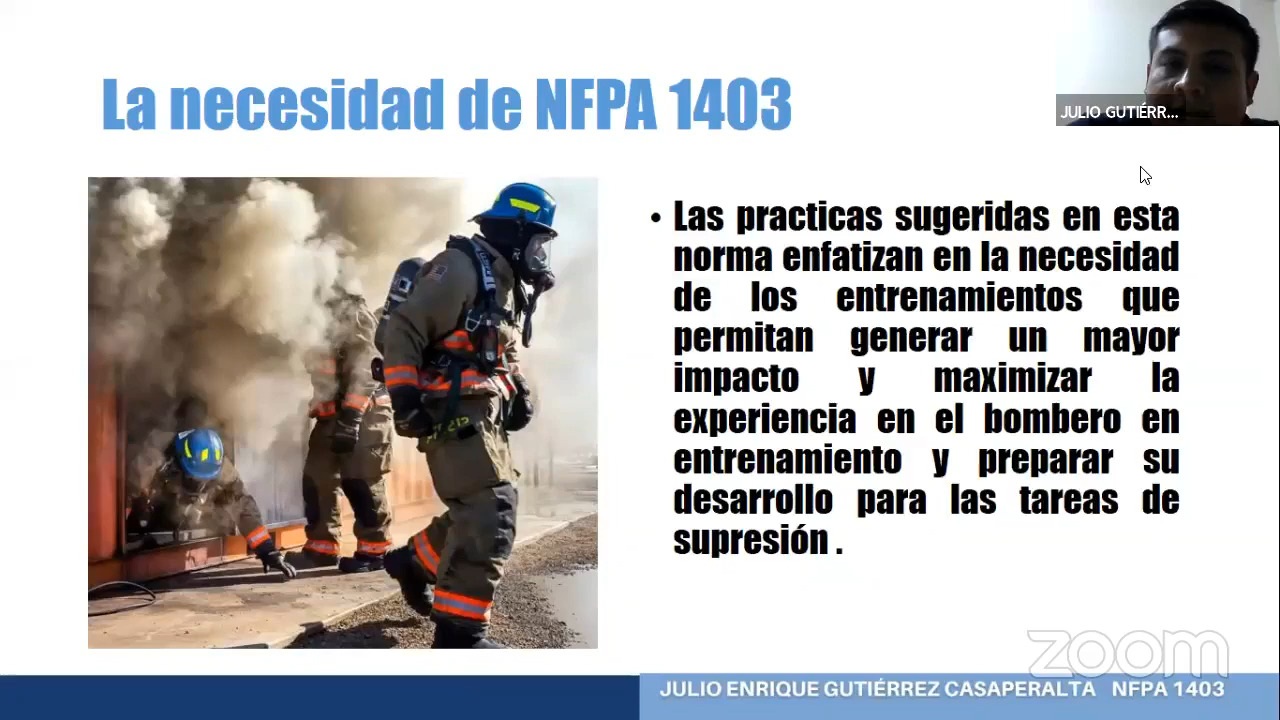 La necesidad de NFPA 1403
JULIO GUTIÉRR...
• Las practicas sugeridas en esta
norma enfatizan en la necesidad
de los entrenamientos que
permitan generar un mayor
impacto y maximizar la
experiencia en el bombero en
entrenamiento y preparar su
desarrollo para las tareas de
supresión .
zoom
JULIO ENRIQUE GUTIÉRREZ CASAPERALTA NFPA 1403